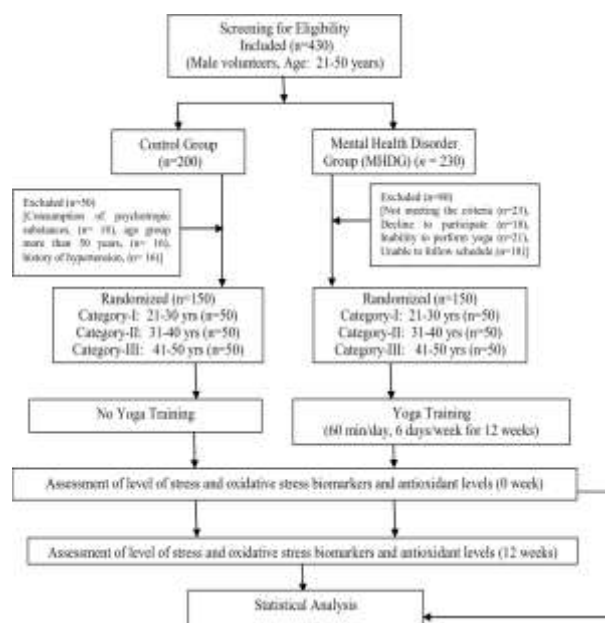 Screening for Eligibility
Included (n=430)
(Male volunteers, Age: 21-50 years)
Control Group
(n=200)
Mental Health Disorder
Group (MHDG) (n = 230)
Excluded (n=50)
[Consumption of psychotropic
substances, (n= 18), age group
more than 50 years, (n= 16),
history of hypertension, (n= 16)]
Excluded (n=80)
[Not meeting the criteria (n=23),
Decline to participate (n=18),
Inability to perform yoga (n=21),
Unable to follow schedule (n=18)]
Randomized (n=150)
Category-I: 21-30 yrs (n=50)
Category-II: 31-40 yrs (n=50)
Category-III: 41-50 yrs (n=50)
Randomized (n=150)
Category-I: 21-30 yrs (n=50)
Category-II: 31-40 yrs (n=50)
Category-III: 41-50 yrs (n=50)
No Yoga Training
Yoga Training
(60 min/day, 6 days/week for 12 weeks)
Assessment of level of stress and oxidative stress biomarkers and antioxidant levels (0 week)
Assessment of level of stress and oxidative stress biomarkers and antioxidant levels (12 weeks)
Statistical Analysis